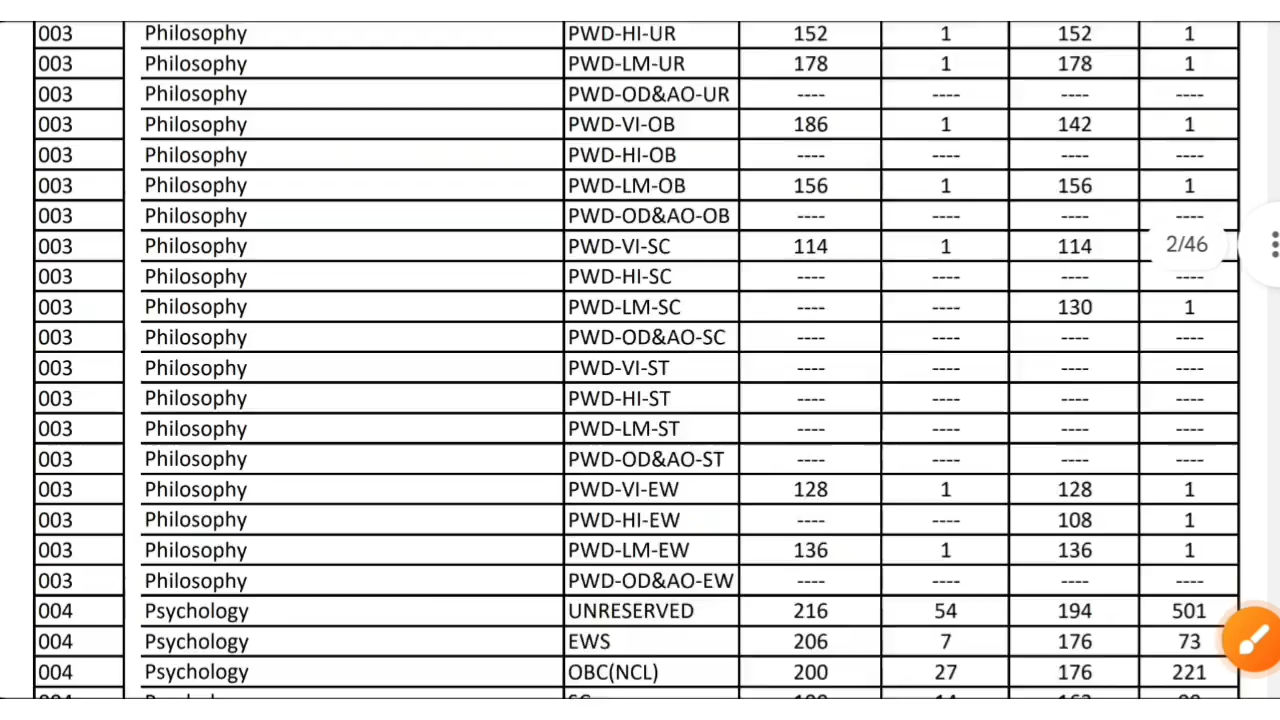 003 Philosophy PWD-HI-UR 152 1 152 1
003 Philosophy PWD-LM-UR 178 1 178 1
003 Philosophy PWD-OD&AO-UR ---- ---- ---- ----
003 Philosophy PWD-VI-OB 186 1 142 1
003 Philosophy PWD-HI-OB ---- ---- ---- ----
003 Philosophy PWD-LM-OB 156 1 156 1
003 Philosophy PWD-OD&AO-OB ---- ---- ---- ----
003 Philosophy PWD-VI-SC 114 1 114
2/46
003 Philosophy PWD-HI-SC ---- ---- ---- ----
003 Philosophy PWD-LM-SC ---- ---- 130 1
003 Philosophy PWD-OD&AO-SC ---- ---- ---- ----
003 Philosophy PWD-VI-ST ---- ---- ---- ----
003 Philosophy PWD-HI-ST ---- ---- ---- ----
003 Philosophy PWD-LM-ST ---- ---- ---- ----
003 Philosophy PWD-OD&AO-ST ---- ---- ---- ----
003 Philosophy PWD-VI-EW 128 1 128 1
003 Philosophy PWD-HI-EW ---- ---- 108 1
003 Philosophy PWD-LM-EW 136 1 136 1
003 Philosophy PWD-OD&AO-EW ---- ---- ---- ----
004 Psychology UNRESERVED 216 54 194 501
004 Psychology EWS 206 7 176 73
004 Psychology OBC(NCL) 200 27 176 221